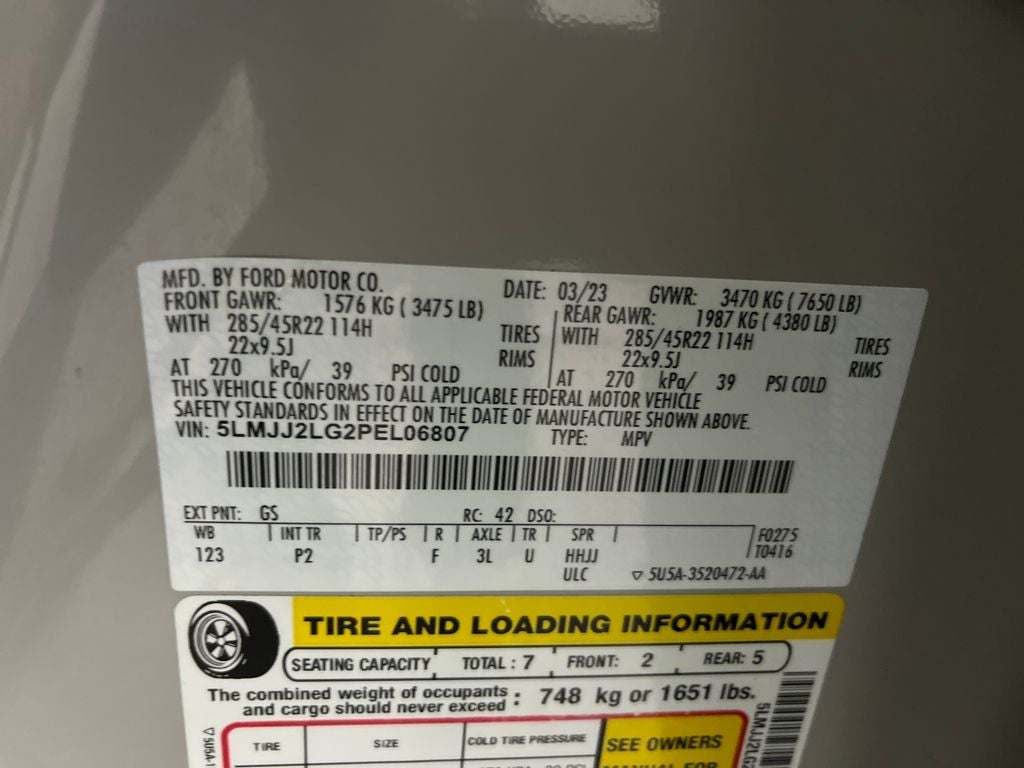 MFD. BY FORD MOTOR CO. DATE: 03/23 GVWR: 3470 KG ( 7650 LB)
FRONT GAWR: 1576 KG ( 3475 LB) REAR GAWR: 1987 KG ( 4380 LB)
WITH 285/45R22 114H TIRES WITH 285/45R22 114H TIRES
22x9.5J RIMS 22x9.5J RIMS
AT 270 kPa/ 39 PSI COLD AT 270 kPa/ 39 PSI COLD
THIS VEHICLE CONFORMS TO ALL APPLICABLE FEDERAL MOTOR VEHICLE
SAFETY STANDARDS IN EFFECT ON THE DATE OF MANUFACTURE SHOWN ABOVE.
VIN: 5LMJJ2LG2PEL06807 TYPE: MPV
EXT PNT: GS RC: 42 DSO:
WB INT TR TP/PS R AXLE TR SPR F0275
123 P2 F 3L U HHJJ T0416
ULC ▽ 5U5A-3520472-AA
TIRE AND LOADING INFORMATION
SEATING CAPACITY TOTAL : 7 FRONT: 2 REAR: 5
The combined weight of occupants and cargo should never exceed : 748 kg or 1651 lbs.
TIRE SIZE COLD TIRE PRESSURE SEE OWNERS
MANUAL FOR
▽ 5U5A-1
5LMJJ2LG2